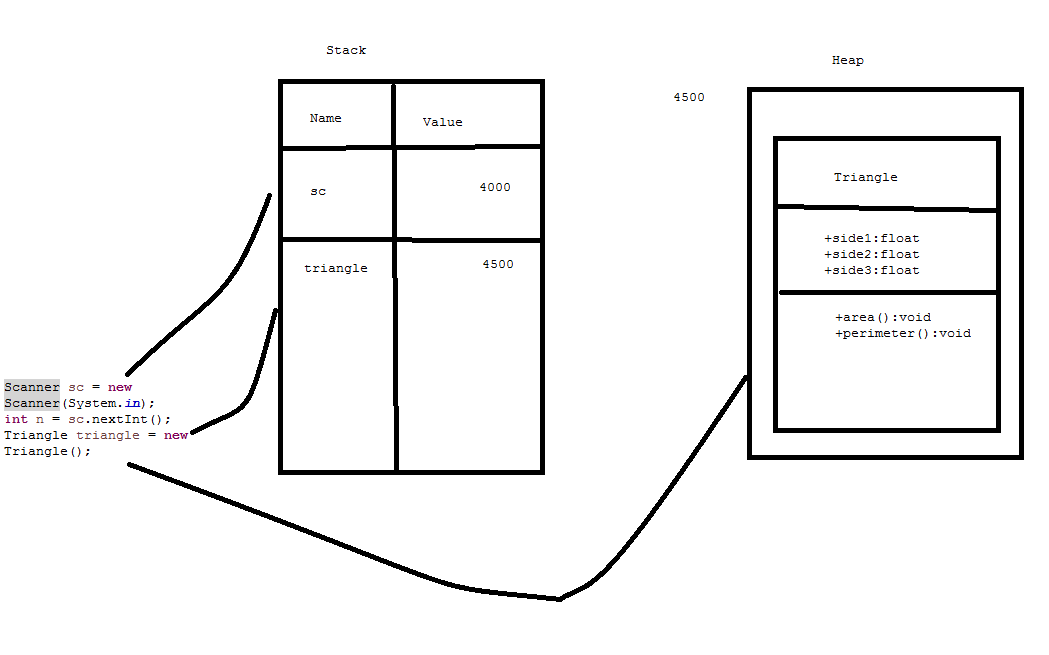 Stack
Heap
4500
Name
Value
sc
4000
triangle
4500
Triangle
+side1:float
+side2:float
+side3:float
+area():void
+perimeter():void
Scanner sc = new
Scanner(System.in);
int n = sc.nextInt();
Triangle triangle = new
Triangle();